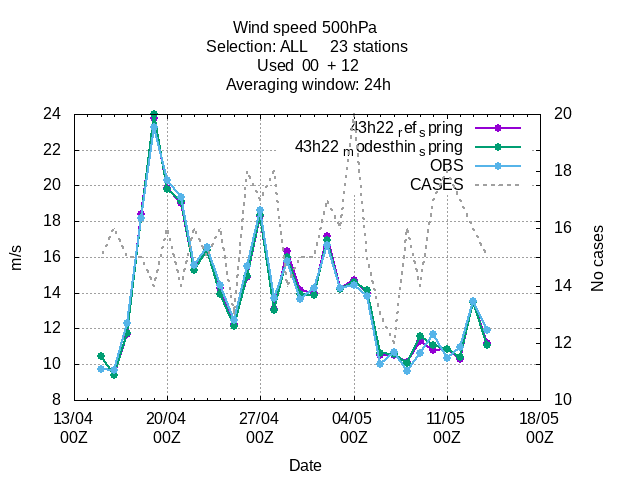 Wind speed 500hPa
Selection: ALL 23 stations
Used 00 + 12
Averaging window: 24h
24
22
20
18
16
14
12
10
8
20
18
16
14
12
10
m/s
No cases
43h22_ref_spring
43h22_modesthin_spring
OBS
CASES
13/04 20/04 27/04 04/05 11/05 18/05
00Z 00Z 00Z 00Z 00Z 00Z
Date